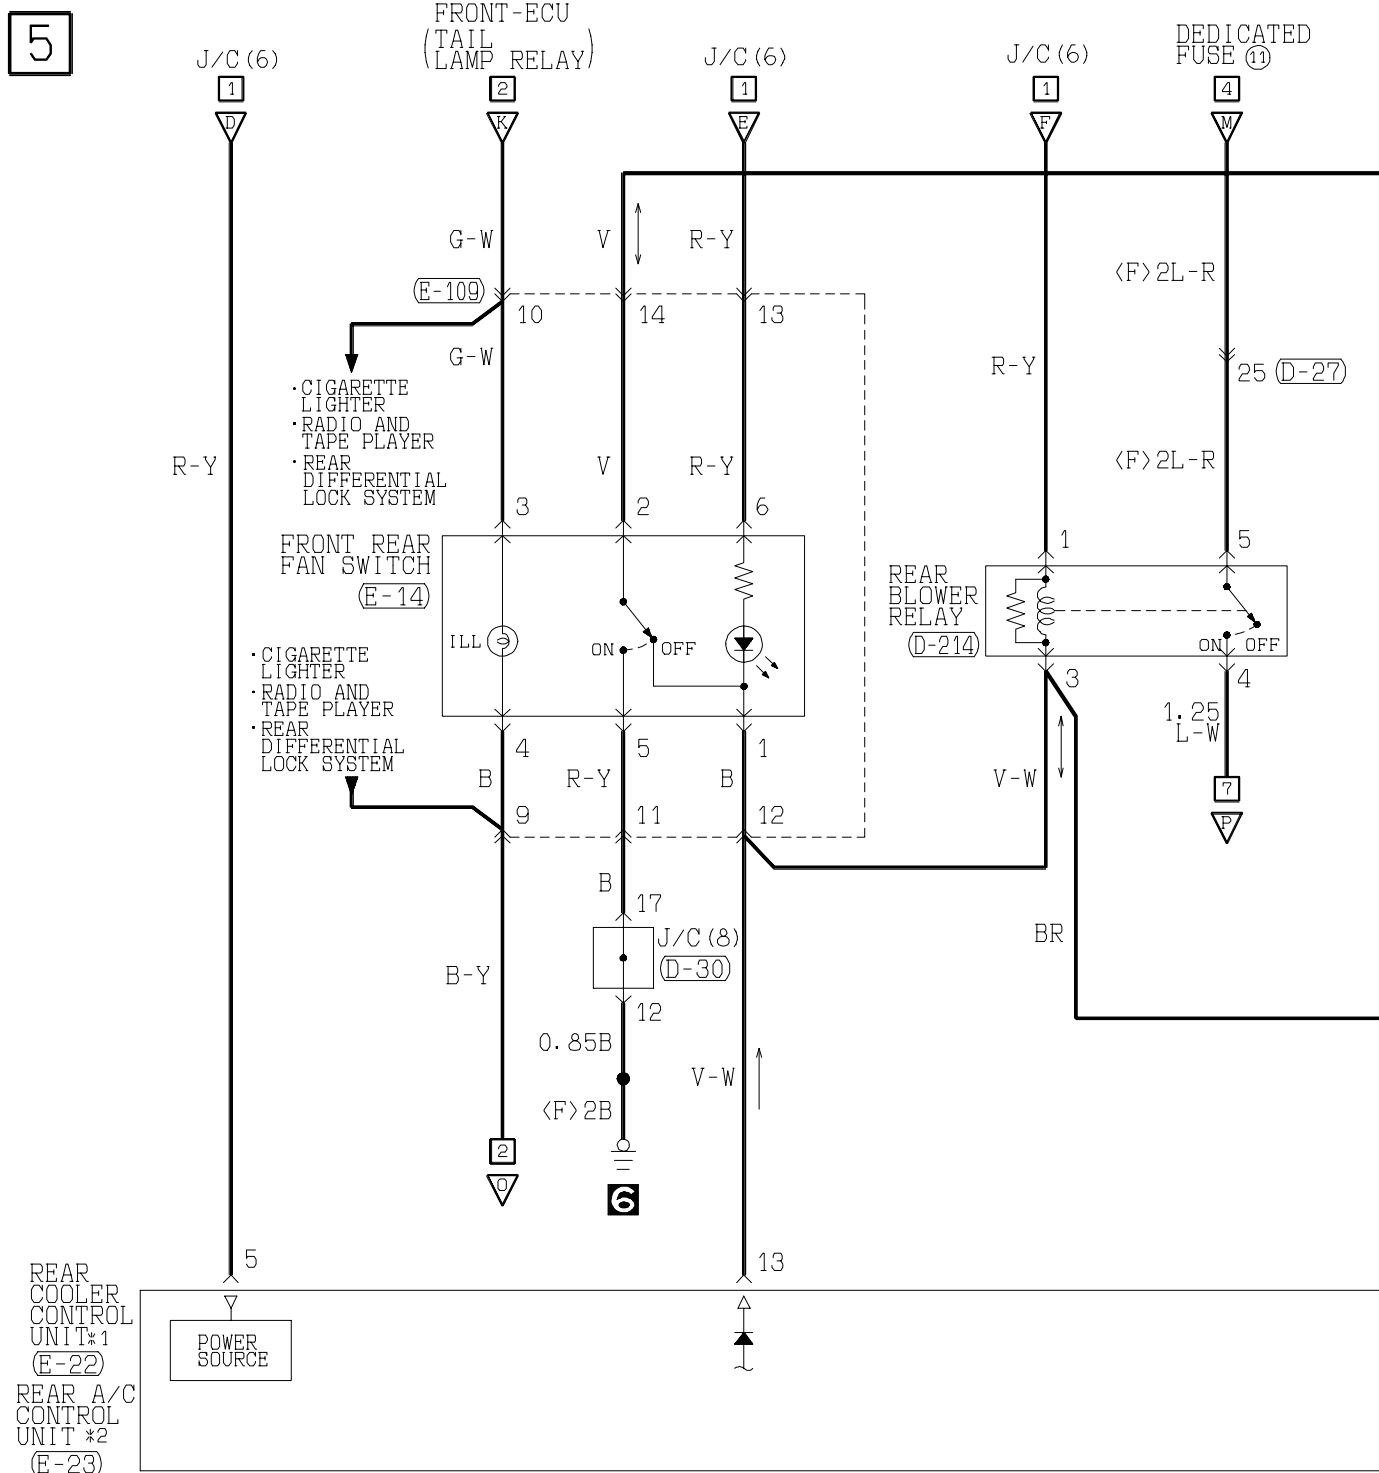 5
FRONT-ECU
(TAIL
LAMP RELAY)
J/C(6)
J/C(6)
J/C(6)
DEDICATED
FUSE ⑪
1
2
1
1
4
D
K
E
F
M
G-W
V
R-Y
<F>2L-R
(E-109)
10
14
13
G-W
R-Y
25 (D-27)
·CIGARETTE
LIGHTER
·RADIO AND
TAPE PLAYER
·REAR
DIFFERENTIAL
LOCK SYSTEM
R-Y
V
R-Y
<F>2L-R
3
2
6
1
5
FRONT REAR
FAN SWITCH
(E-14)
REAR
BLOWER
RELAY
(D-214)
ILL
ON
OFF
ON
OFF
·CIGARETTE
LIGHTER
·RADIO AND
TAPE PLAYER
·REAR
DIFFERENTIAL
LOCK SYSTEM
3
4
1.25
L-W
4
5
1
B
R-Y
B
V-W
7
P
9
11
12
B
17
J/C(8)
(D-30)
BR
B-Y
12
0.85B
V-W
<F>2B
2
O
6
5
13
REAR
COOLER
CONTROL
UNIT*1
(E-22)
REAR A/C
CONTROL
UNIT *2
(E-23)
POWER
SOURCE